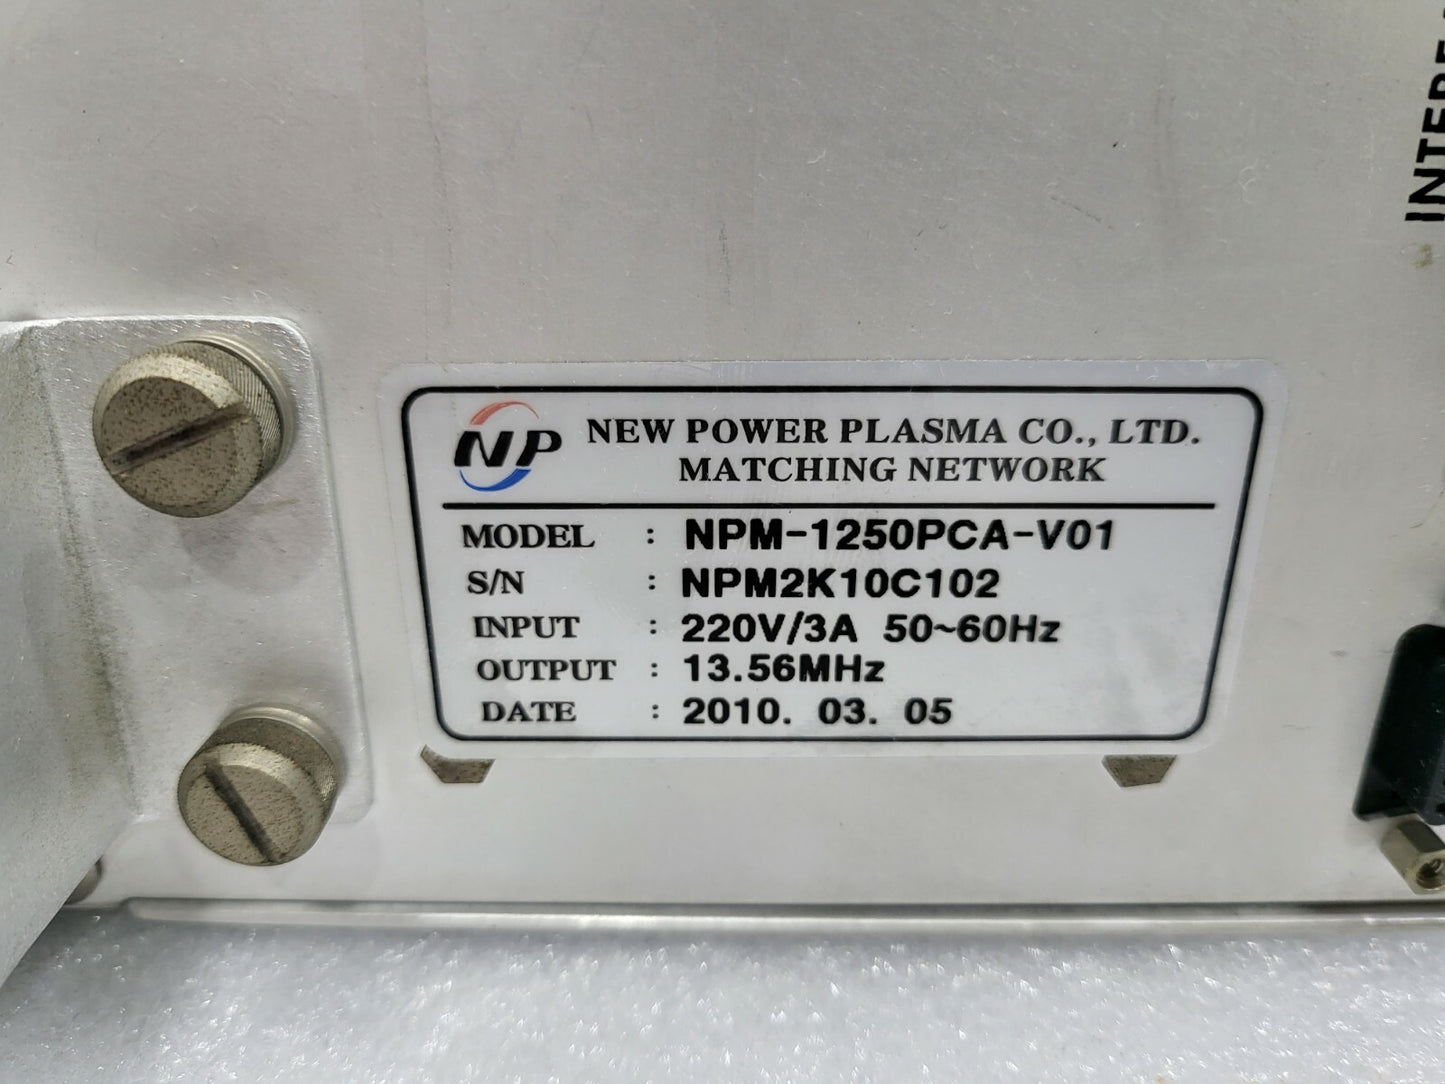 NP NEW POWER PLASMA CO., LTD.
MATCHING NETWORK
MODEL : NPM-1250PCA-V01
S/N : NPM2K10C102
INPUT : 220V/3A 50~60Hz
OUTPUT : 13.56MHz
DATE : 2010. 03. 05